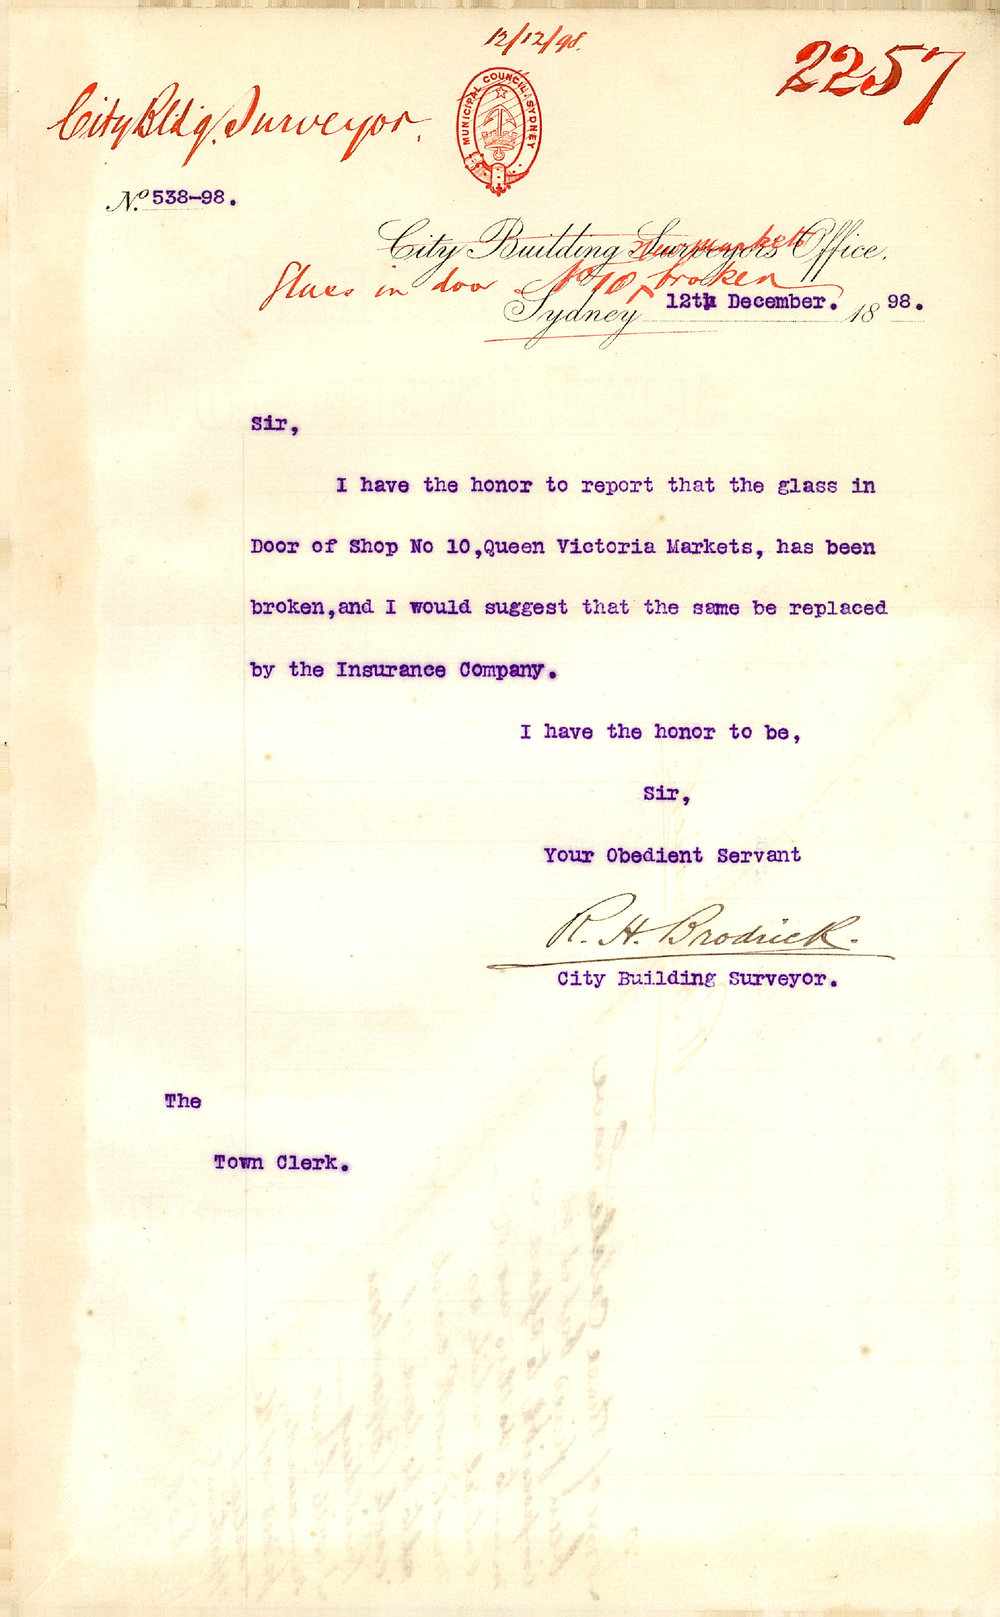 12/12/98.
2257
City Bldg. Surveyor.
MUNICIPAL COUNCIL SYDNEY
No. 538-98.
City Building Surveyors Office.
Glass in door No 10 broken
Sydney 12th December. 1898.
Sir,
I have the honor to report that the glass in
Door of Shop No 10,Queen Victoria Markets, has been
broken,and I would suggest that the same be replaced
by the Insurance Company.
I have the honor to be,
Sir,
Your Obedient Servant
R. H. Brodrick.
City Building Surveyor.
The
Town Clerk.